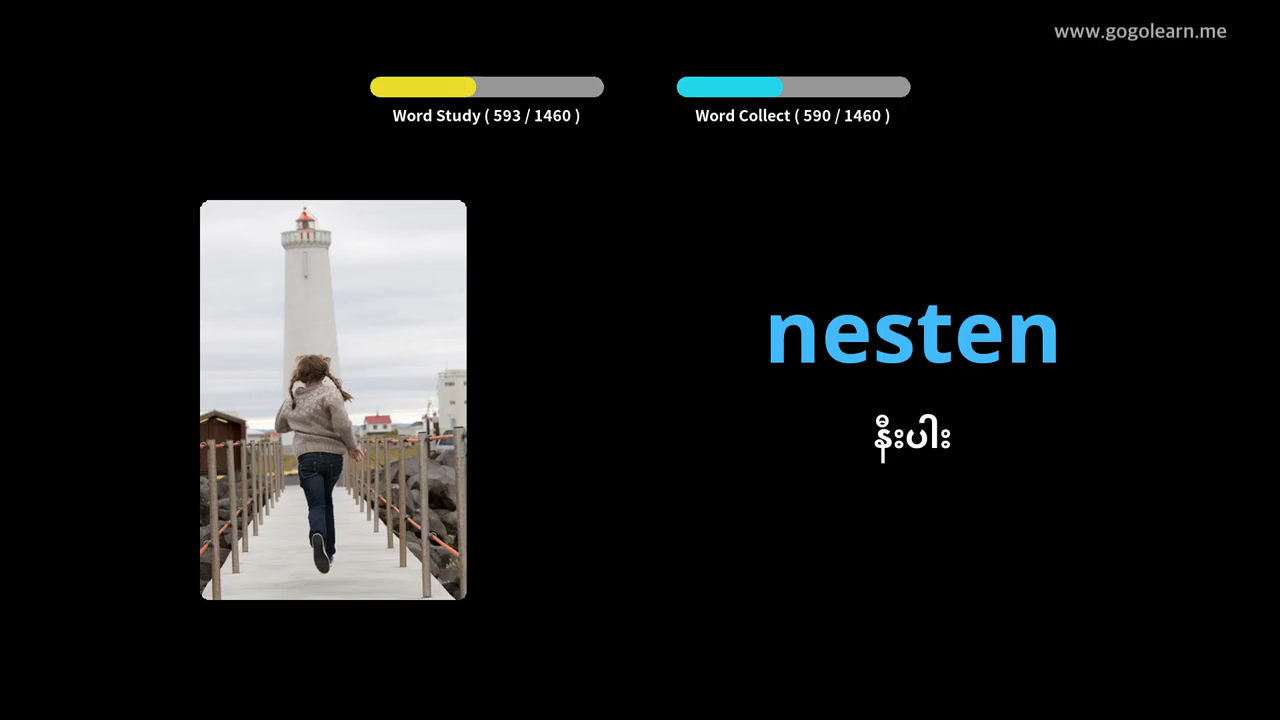 www.gogolearn.me
Word Study ( 593 / 1460 )
Word Collect ( 590 / 1460 )
nesten
နီးပါး